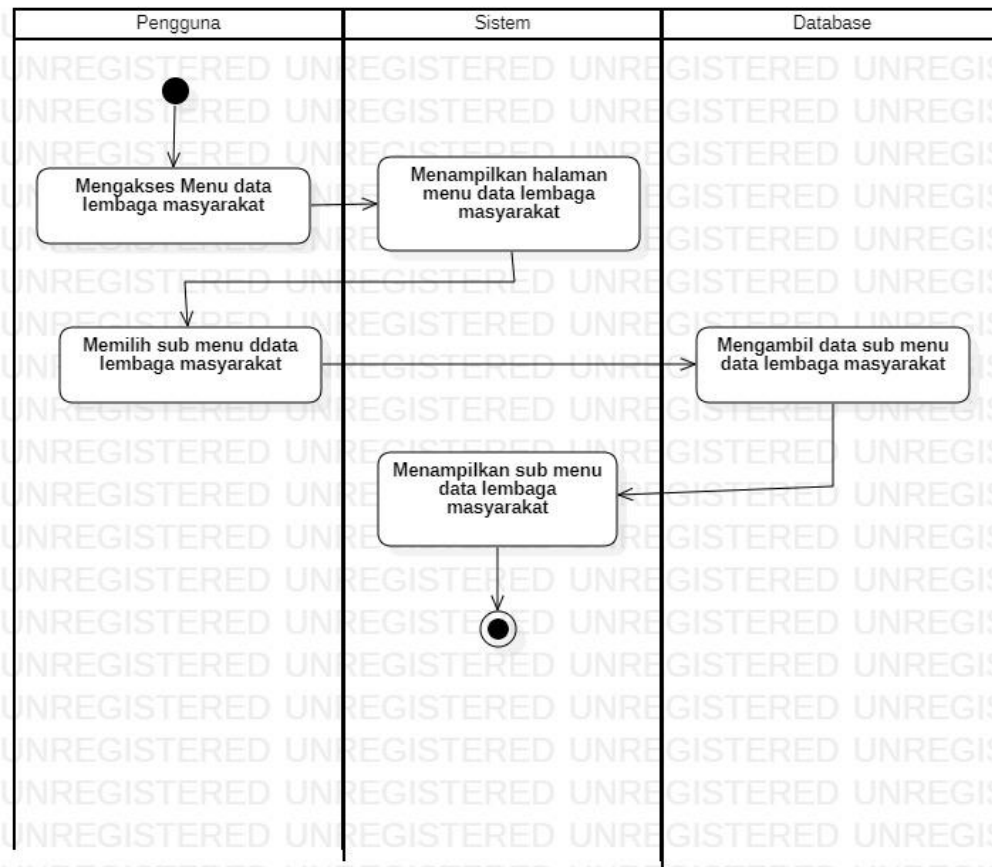 Pengguna
Sistem
Database
Mengakses Menu data
lembaga masyarakat
Menampilkan halaman
menu data lembaga
masyarakat
Memilih sub menu ddata
lembaga masyarakat
Mengambil data sub menu
data lembaga masyarakat
Menampilkan sub menu
data lembaga
masyarakat
UNREGISTERED